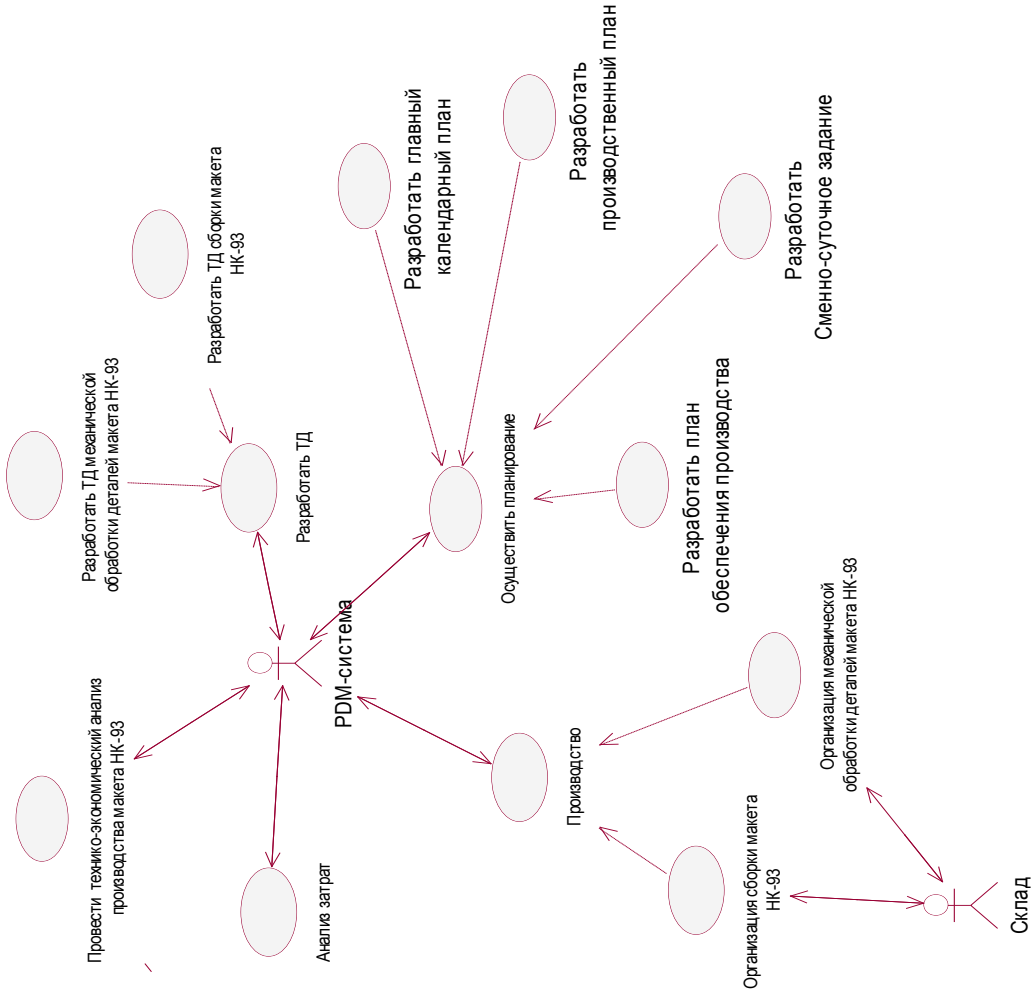 Провести технико-экономический анализ
производства макета НК-93
Разработать ТД механической
обработки деталей макета НК-93
Разработать ТД сборки макета
НК-93
Анализ затрат
Разработать ТД
PDM-система
Разработать главный
календарный план
Осуществить планирование
Производство
Разработать
производственный план
Разработать план
обеспечения производства
Организация сборки макета
НК-93
Разработать
Сменно-суточное задание
Организация механической
обработки деталей макета НК-93
Склад